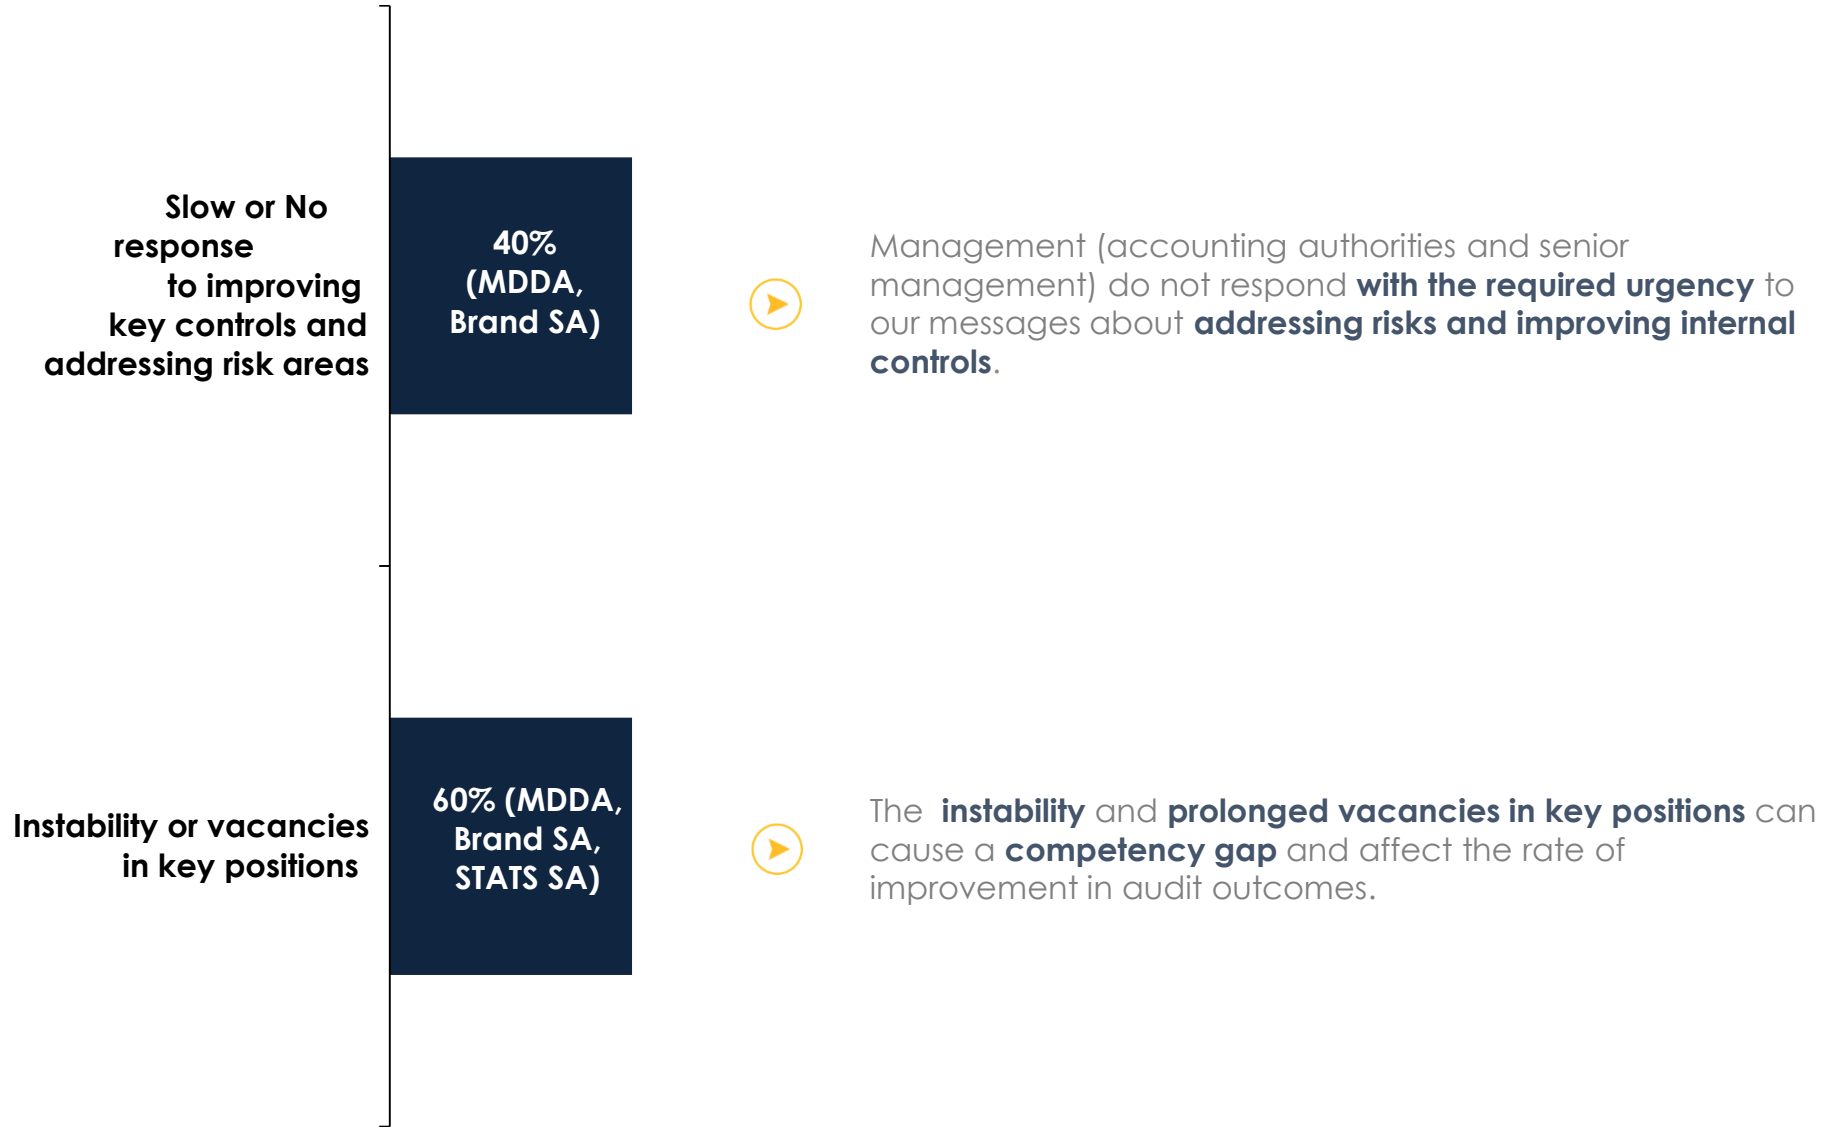 Slow or No
response
to improving
key controls and
addressing risk areas
40%
(MDDA,
Brand SA)
Management (accounting authorities and senior
management) do not respond with the required urgency to
our messages about addressing risks and improving internal
controls.
Instability or vacancies
in key positions
60% (MDDA,
Brand SA,
STATS SA)
The instability and prolonged vacancies in key positions can
cause a competency gap and affect the rate of
improvement in audit outcomes.